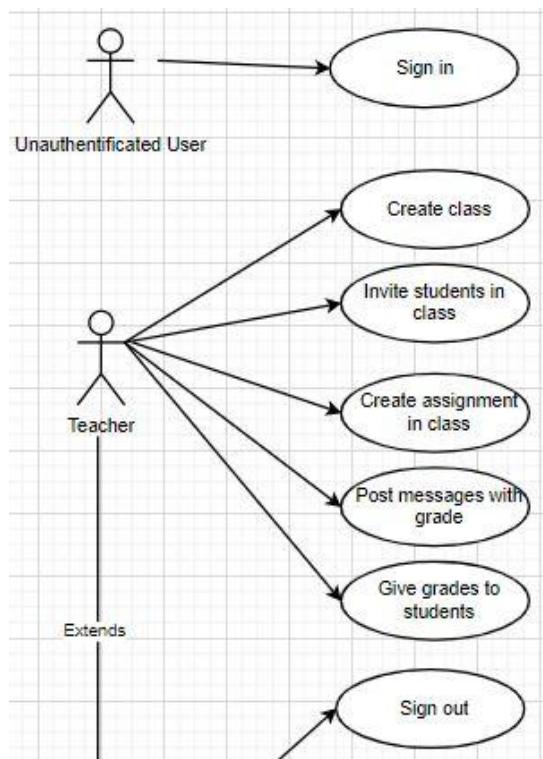 Sign in
Unauthentificated User
Create class
Invite students in
class
Create assignment
in class
Teacher
Post messages with
grade
Give grades to
students
Extends
Sign out